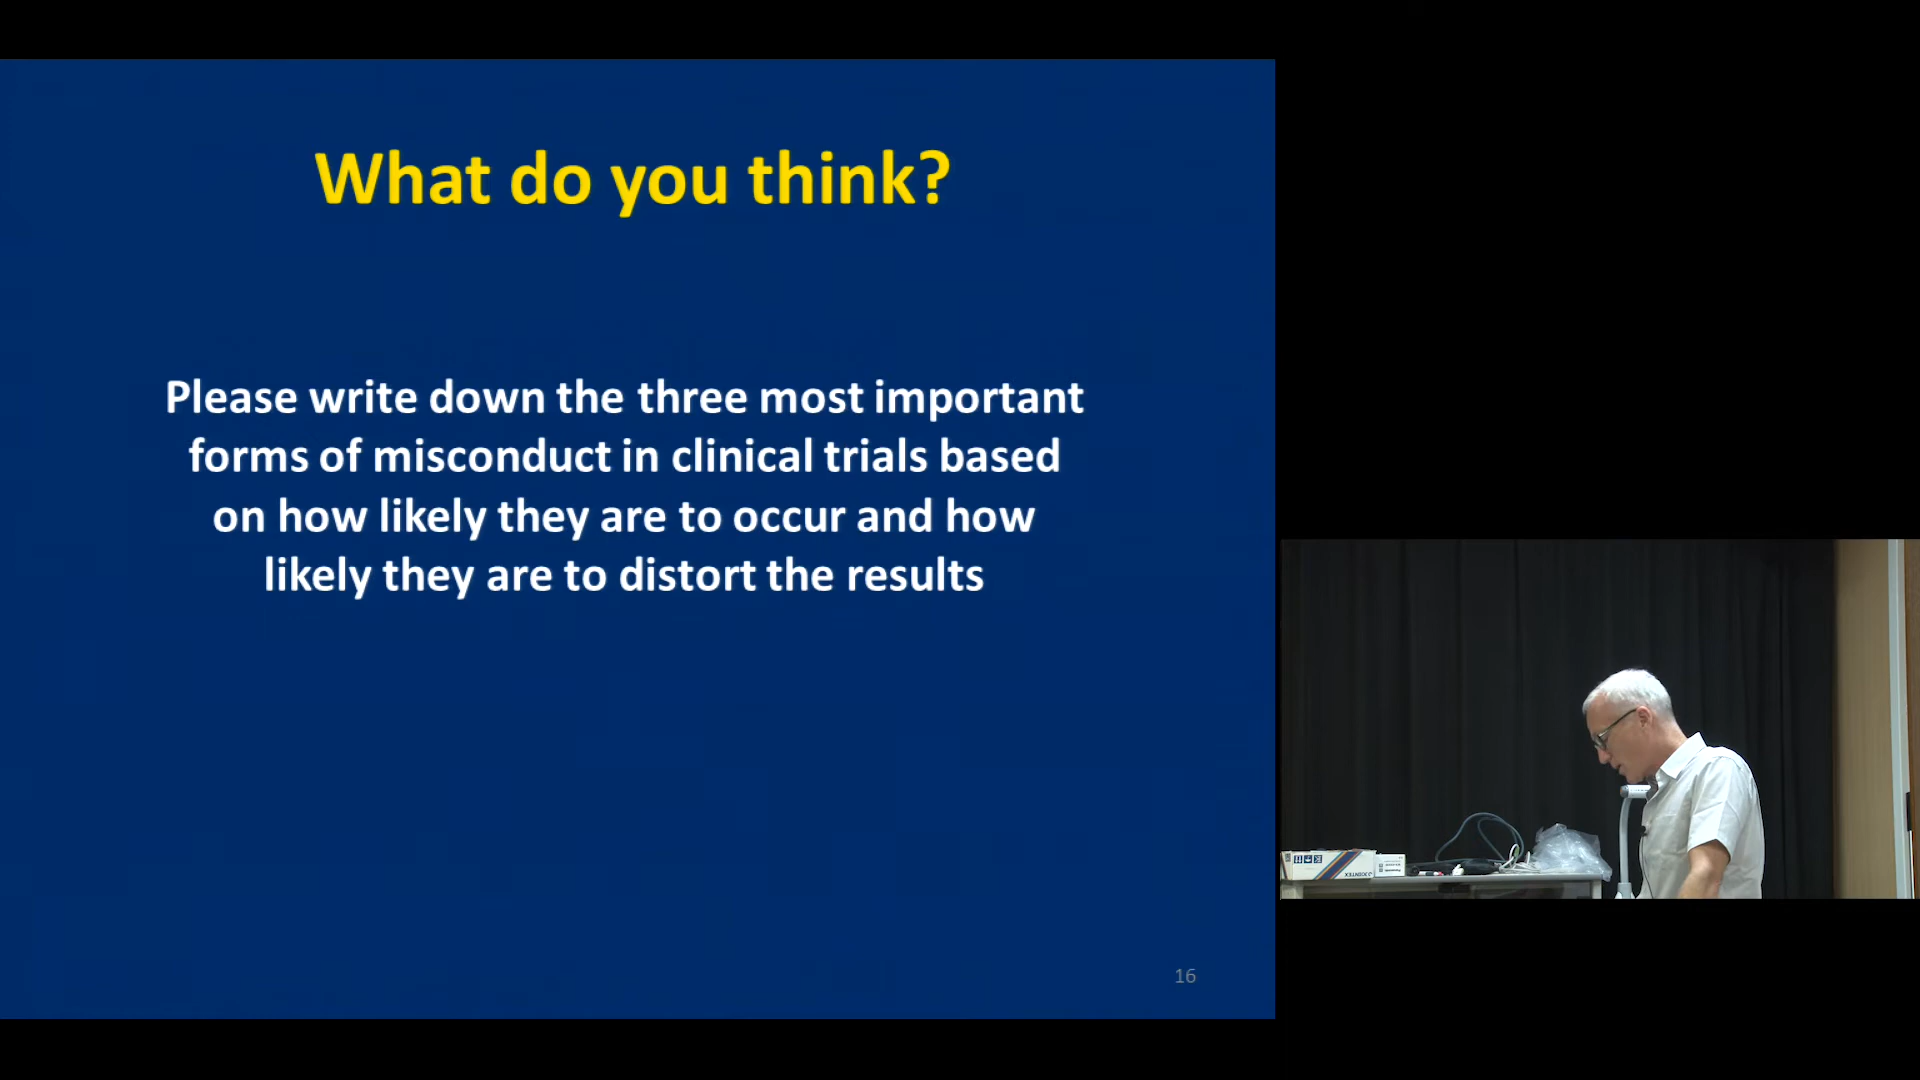 What do you think?
Please write down the three most important
forms of misconduct in clinical trials based
on how likely they are to occur and how
likely they are to distort the results
16
JOINTEX